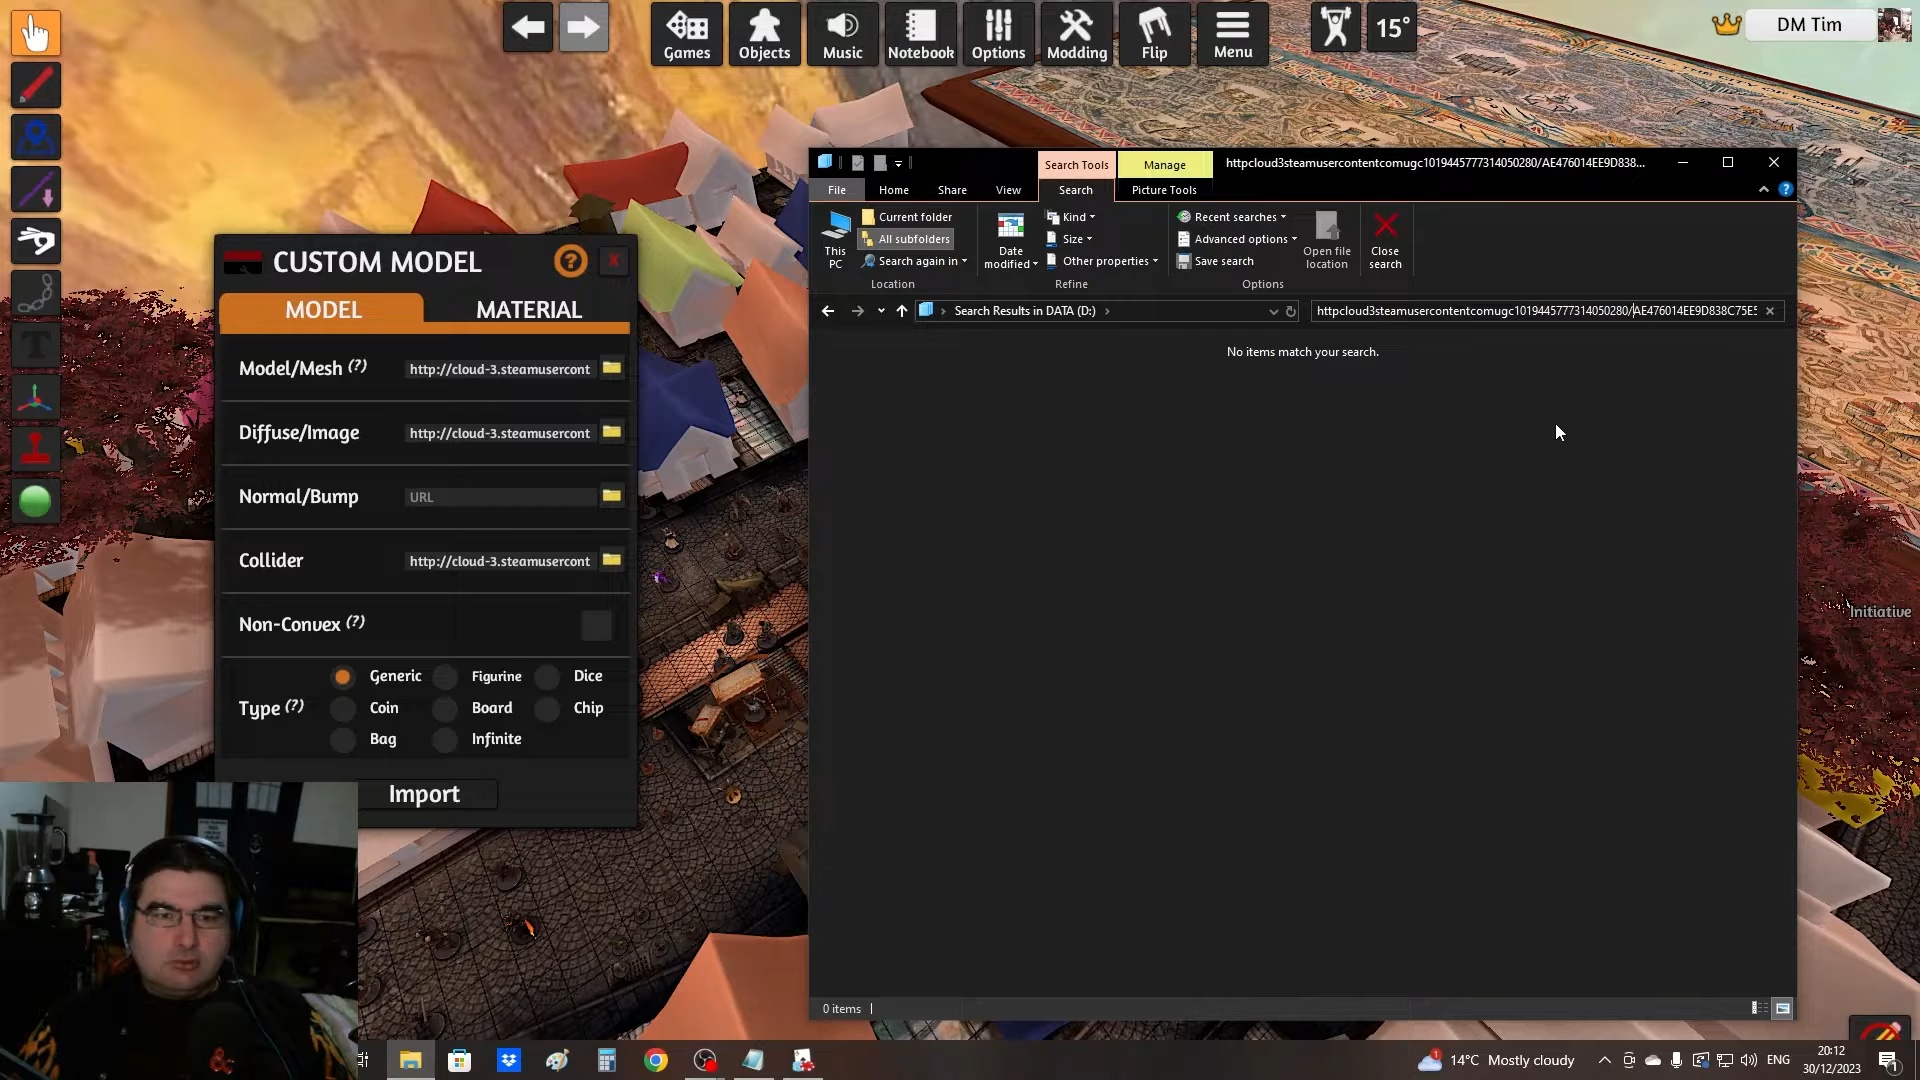 Games
Objects
Music
Notebook
Options
Modding
Flip
Menu
15°
DM Tim
CUSTOM MODEL
?
X
MODEL
MATERIAL
Model/Mesh (?)
http://cloud-3.steamusercont
Diffuse/Image
http://cloud-3.steamusercont
Normal/Bump
URL
Collider
http://cloud-3.steamusercont
Non-Convex (?)
Type (?)
Generic
Figurine
Dice
Coin
Board
Chip
Bag
Infinite
Import
Search Tools
Manage
httpcloud3steamusercontentcomugc1019445777314050280/AE476014EE9D838...
File
Home
Share
View
Search
Picture Tools
This PC
Current folder
All subfolders
Search again in
Location
Date modified
Kind
Size
Other properties
Refine
Recent searches
Advanced options
Save search
Open file location
Options
Close search
Search Results in DATA (D:)
httpcloud3steamusercontentcomugc1019445777314050280/AE476014EE9D838C75E5
No items match your search.
0 items
Initiative
1
14°C Mostly cloudy
ENG
20:12
30/12/2023
1